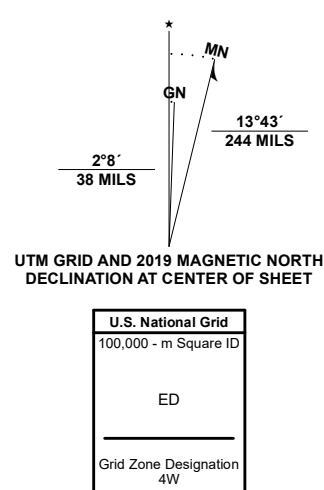 ★
MN
GN
13°43´
244 MILS
2°8´
38 MILS
UTM GRID AND 2019 MAGNETIC NORTH
DECLINATION AT CENTER OF SHEET
U.S. National Grid
100,000 - m Square ID
ED
Grid Zone Designation
4W